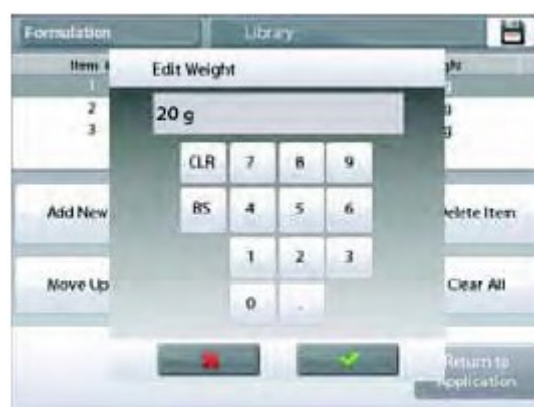 Formulation Library
Item
Edit Weight
1
2
3
20 g
CLR 7 8 9
Add New
BS 4 5 6
Delete Item
1 2 3
Move Up
Clear All
0 .
Return to
Application